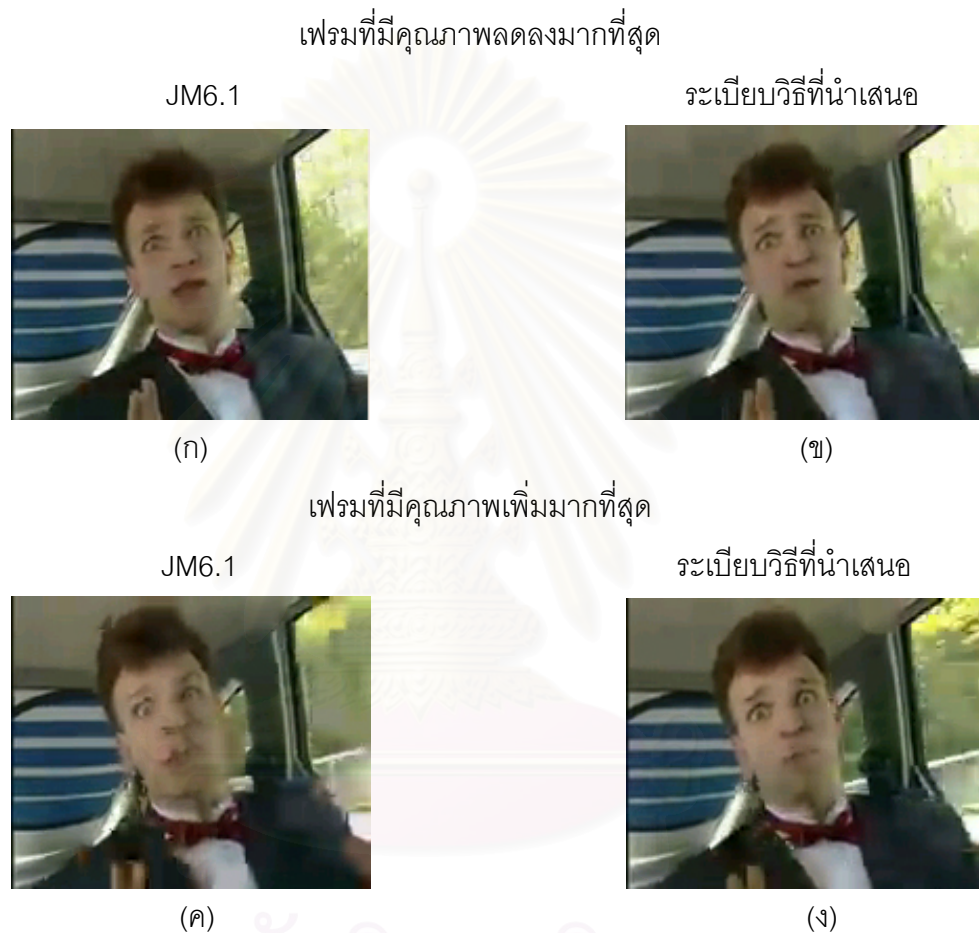 เฟรมที่มีคุณภาพลดลงมากที่สุด
JM6.1 ระเบียบวิธีที่นำเสนอ
(ก) (ข)
เฟรมที่มีคุณภาพเพิ่มมากที่สุด
JM6.1 ระเบียบวิธีที่นำเสนอ
(ค) (ง)